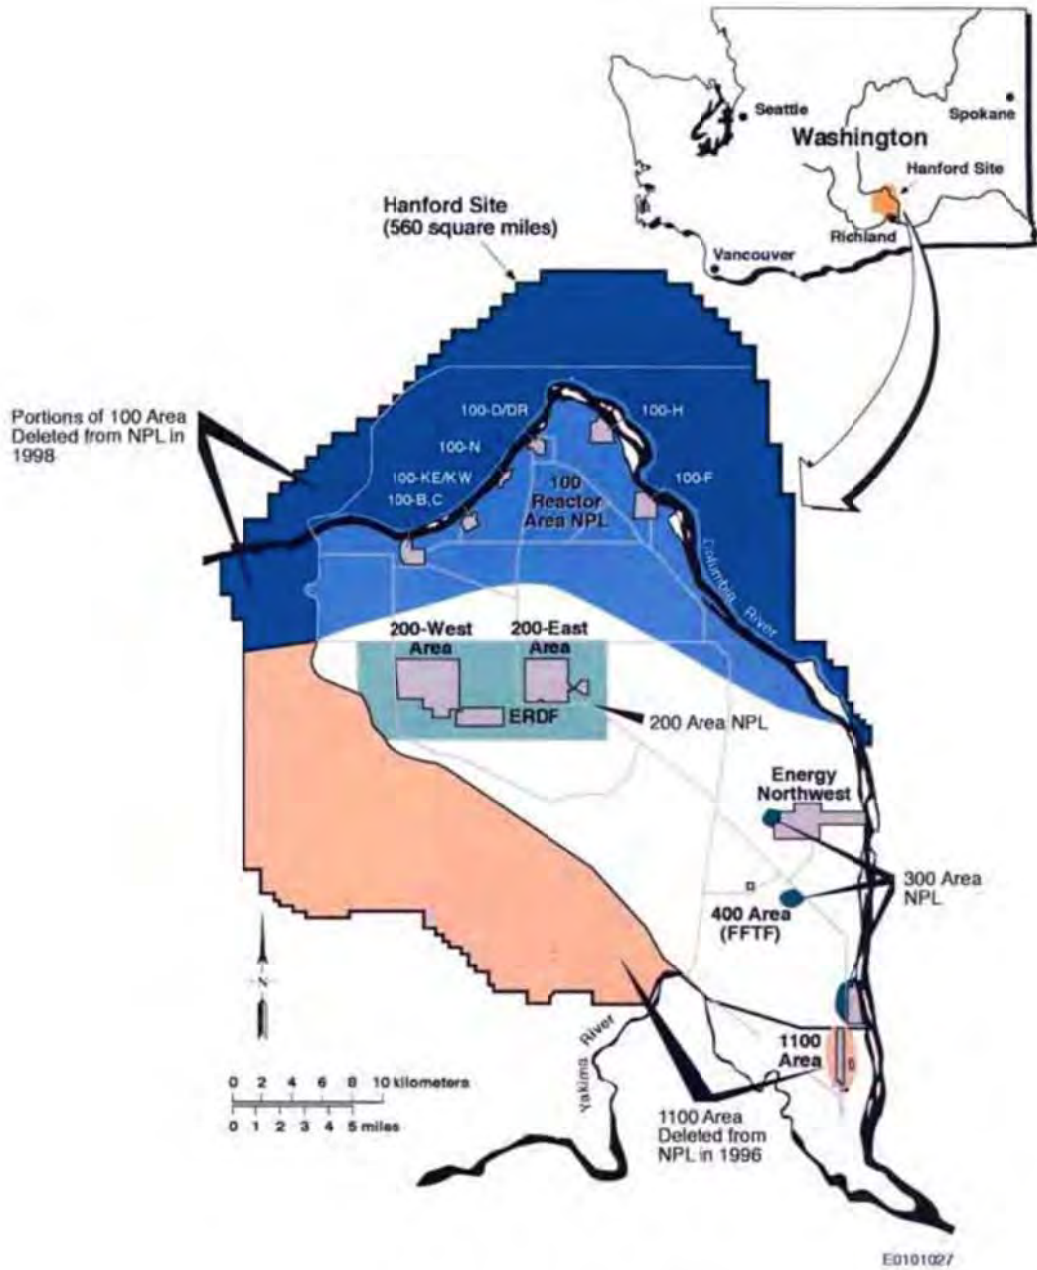 Seattle
Spokane
Washington
Hanford Site
Richland
Vancouver
Hanford Site
(560 square miles)
Portions of 100 Area
Deleted from NPL in
1998
100-D/DR
100-H
100-N
100-KE/KW
100-B,C
100-F
100
Reactor
Area NPL
Columbia River
200-West
Area
200-East
Area
ERDF
200 Area NPL
Energy
Northwest
300 Area
NPL
400 Area
(FFTF)
N
1100
Area
Yakima River
0 2 4 6 8 10 kilometers
0 1 2 3 4 5 miles
1100 Area
Deleted from
NPL in 1996
E0101027